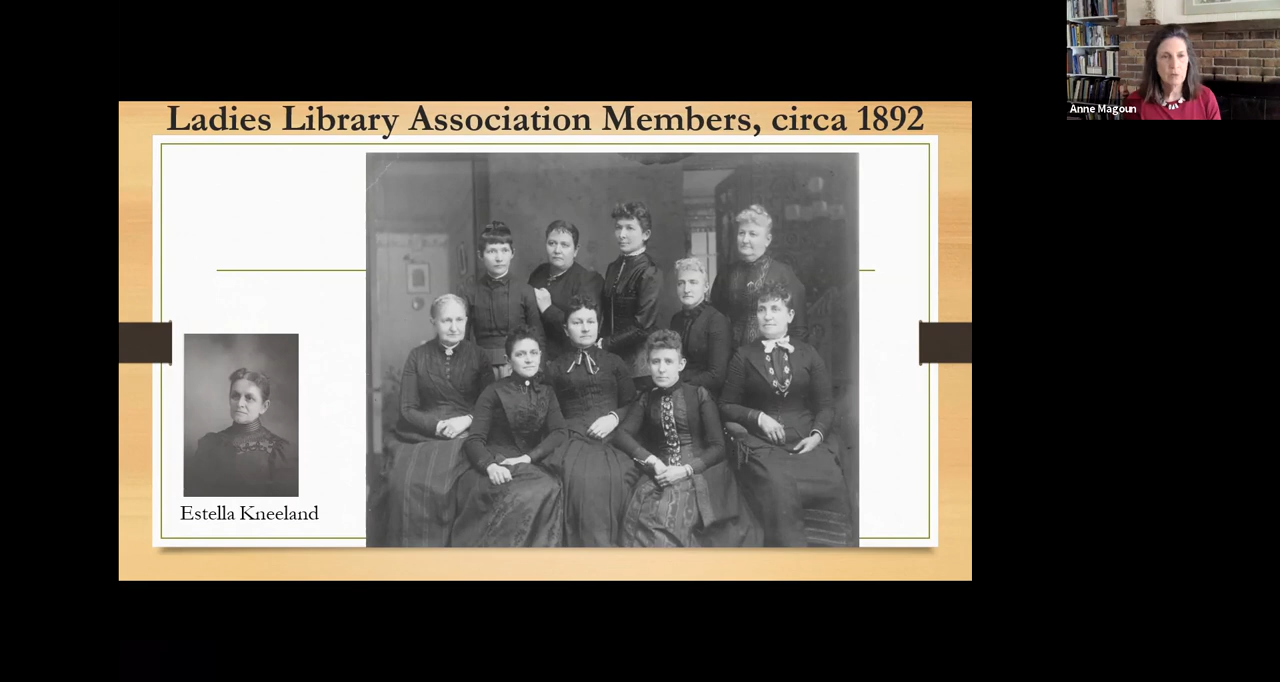 Ladies Library Association Members, circa 1892
Anne Magoun
Estella Kneeland